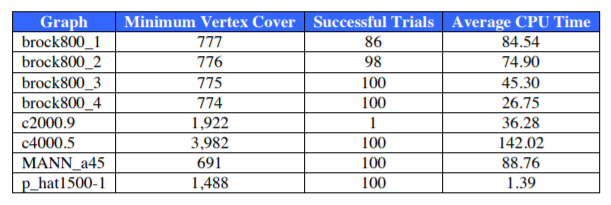 Graph Minimum Vertex Cover Successful Trials Average CPU Time
brock800_1 777 86 84.54
brock800_2 776 98 74.90
brock800_3 775 100 45.30
brock800_4 774 100 26.75
c2000.9 1,922 1 36.28
c4000.5 3,982 100 142.02
MANN_a45 691 100 88.76
p_hat1500-1 1,488 100 1.39